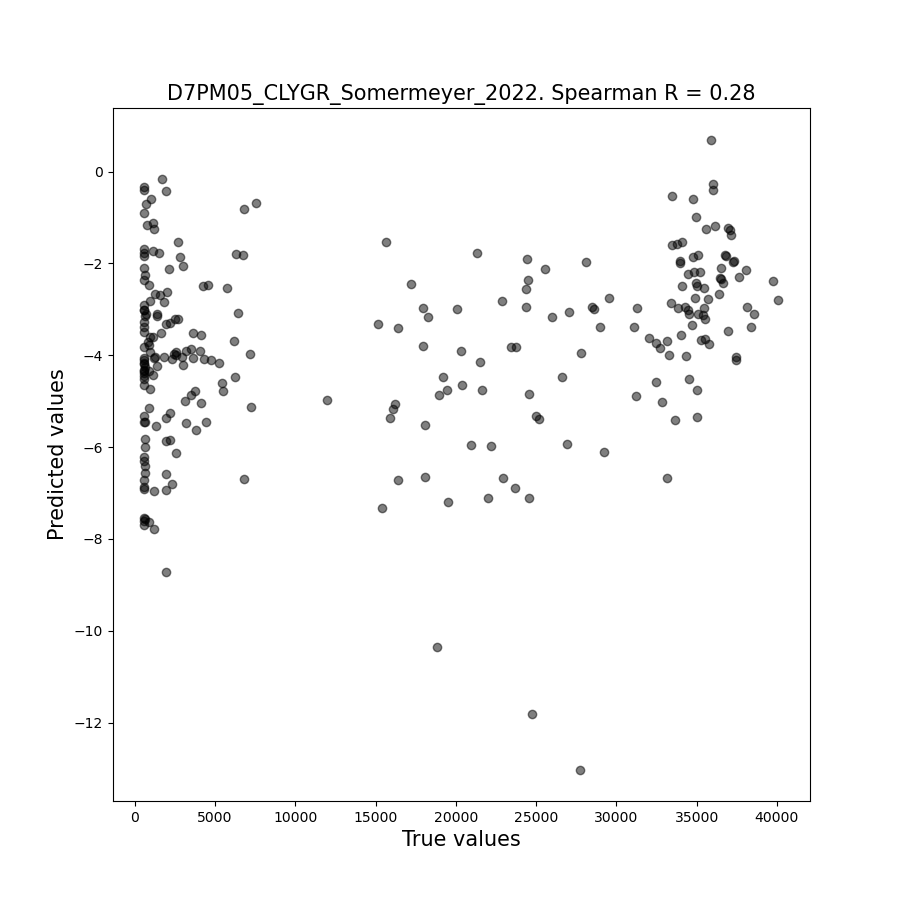 D7PM05_CLYGR_Somermeyer_2022. Spearman R = 0.28
Predicted values
0
−2
−4
−6
−8
−10
−12
0 5000 10000 15000 20000 25000 30000 35000 40000
True values